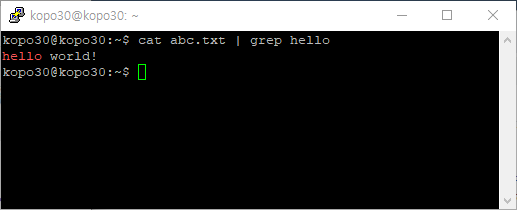 kopo30@kopo30: ~
kopo30@kopo30:~$ cat abc.txt | grep hello
hello world!
kopo30@kopo30:~$